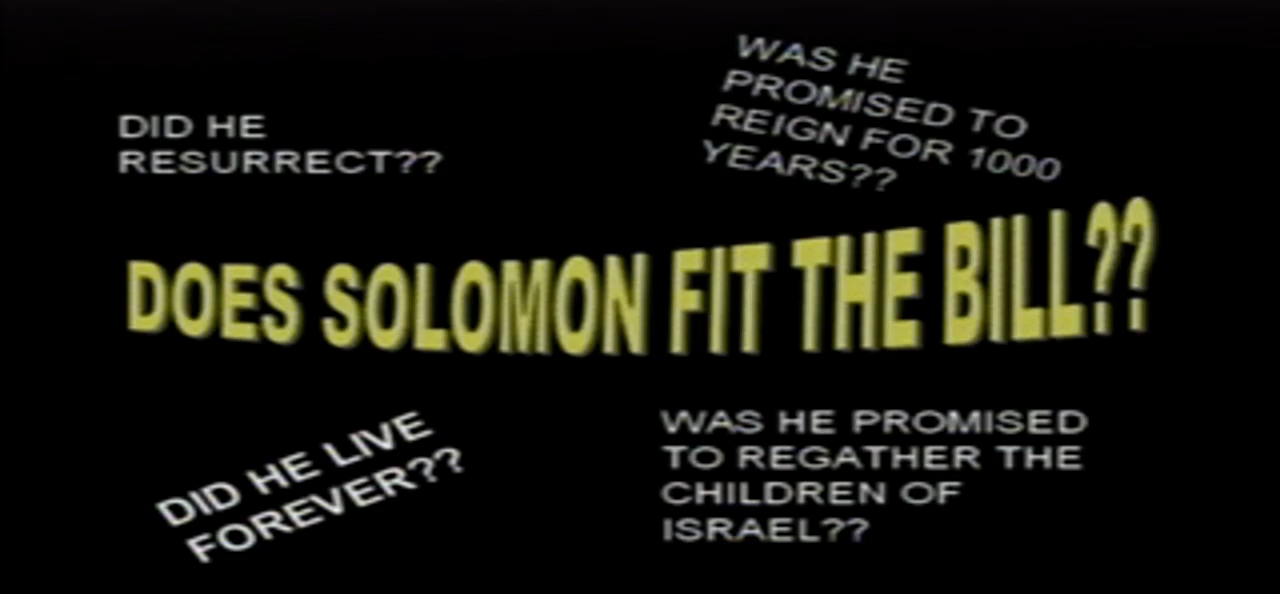 DID HE
RESURRECT??
WAS HE
PROMISED TO
REIGN FOR 1000
YEARS??
DOES SOLOMON FIT THE BILL??
DID HE LIVE
FOREVER??
WAS HE PROMISED
TO REGATHER THE
CHILDREN OF
ISRAEL??